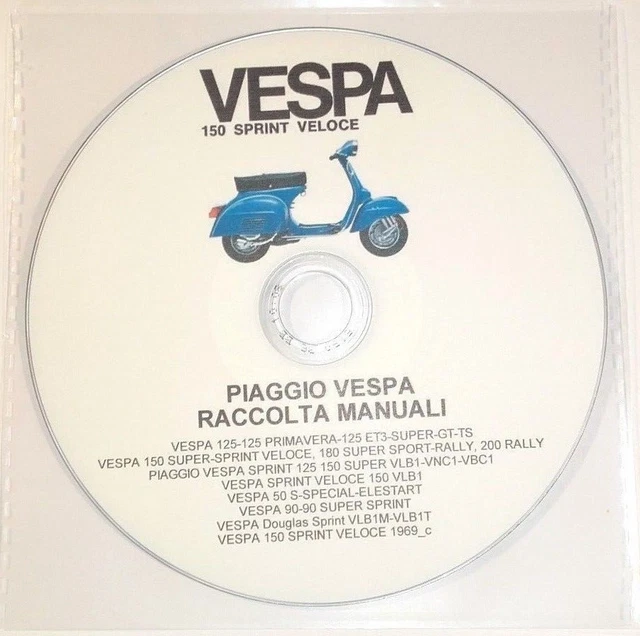 VESPA
150 SPRINT VELOCE
PIAGGIO VESPA
RACCOLTA MANUALI
VESPA 125-125 PRIMAVERA-125 ET3-SUPER-GT-TS
VESPA 150 SUPER-SPRINT VELOCE, 180 SUPER SPORT-RALLY, 200 RALLY
PIAGGIO VESPA SPRINT 125 150 SUPER VLB1-VNC1-VBC1
VESPA SPRINT VELOCE 150 VLB1
VESPA 50 S-SPECIAL-ELESTART
VESPA 90-90 SUPER SPRINT
VESPA Douglas Sprint VLB1M-VLB1T
VESPA 150 SPRINT VELOCE 1969_c